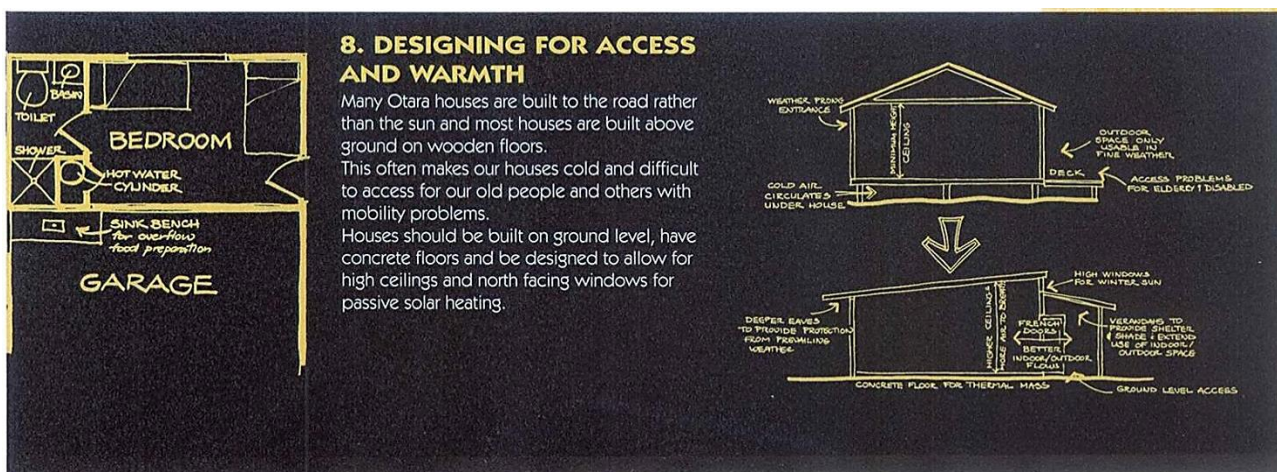 TOILET
BASIN
SHOWER
BEDROOM
HOT WATER
CYLINDER
SINK BENCH
for overflow
food preparation
GARAGE
8. DESIGNING FOR ACCESS
AND WARMTH
Many Otara houses are built to the road rather
than the sun and most houses are built above
ground on wooden floors.
This often makes our houses cold and difficult
to access for our old people and others with
mobility problems.
Houses should be built on ground level, have
concrete floors and be designed to allow for
high ceilings and north facing windows for
passive solar heating.
WEATHER PRONE
ENTRANCE
MINIMUM HEIGHT
CEILING
OUTDOOR
SPACE ONLY
USABLE IN
FINE WEATHER
DECK
ACCESS PROBLEMS
FOR ELDERLY & DISABLED
COLD AIR
CIRCULATES
UNDER HOUSE
HIGH WINDOWS
FOR WINTER SUN
DEEPER EAVES
TO PROVIDE PROTECTION
FROM PREVAILING
WEATHER
HIGHER CEILING =
MORE AIR TO BREATHE
FRENCH
DOORS
BETTER
INDOOR/OUTDOOR
FLOWS
VERANDAHS TO
PROVIDE SHELTER
SHADE & EXTEND
USE OF INDOOR/
OUTDOOR SPACE
CONCRETE FLOOR FOR THERMAL MASS
GROUND LEVEL ACCESS